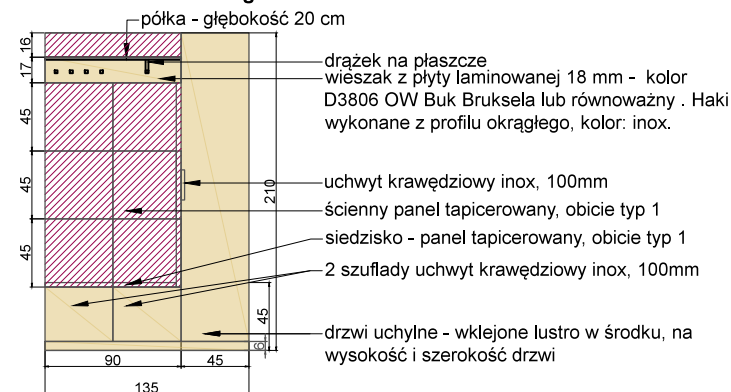 półka - głębokość 20 cm
drążek na płaszcze
wieszak z płyty laminowanej 18 mm - kolor
D3806 OW Buk Bruksela lub równoważny . Haki
wykonane z profilu okrągłego, kolor: inox.
uchwyt krawędziowy inox, 100mm
ścienny panel tapicerowany, obicie typ 1
siedzisko - panel tapicerowany, obicie typ 1
2 szuflady uchwyt krawędziowy inox, 100mm
drzwi uchylne - wklejone lustro w środku, na
wysokość i szerokość drzwi
16
17
45
45
45
210
45
6
90
45
135